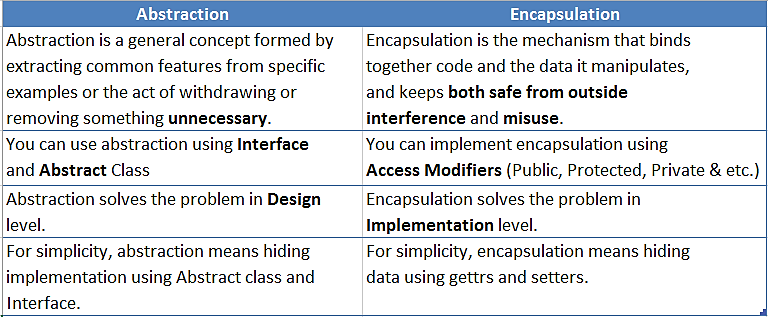 Abstraction
Encapsulation
Abstraction is a general concept formed by
extracting common features from specific
examples or the act of withdrawing or
removing something unnecessary.
Encapsulation is the mechanism that binds
together code and the data it manipulates,
and keeps both safe from outside
interference and misuse.
You can use abstraction using Interface
and Abstract Class
You can implement encapsulation using
Access Modifiers (Public, Protected, Private & etc.)
Abstraction solves the problem in Design
level.
Encapsulation solves the problem in
Implementation level.
For simplicity, abstraction means hiding
implementation using Abstract class and
Interface.
For simplicity, encapsulation means hiding
data using gettrs and setters.